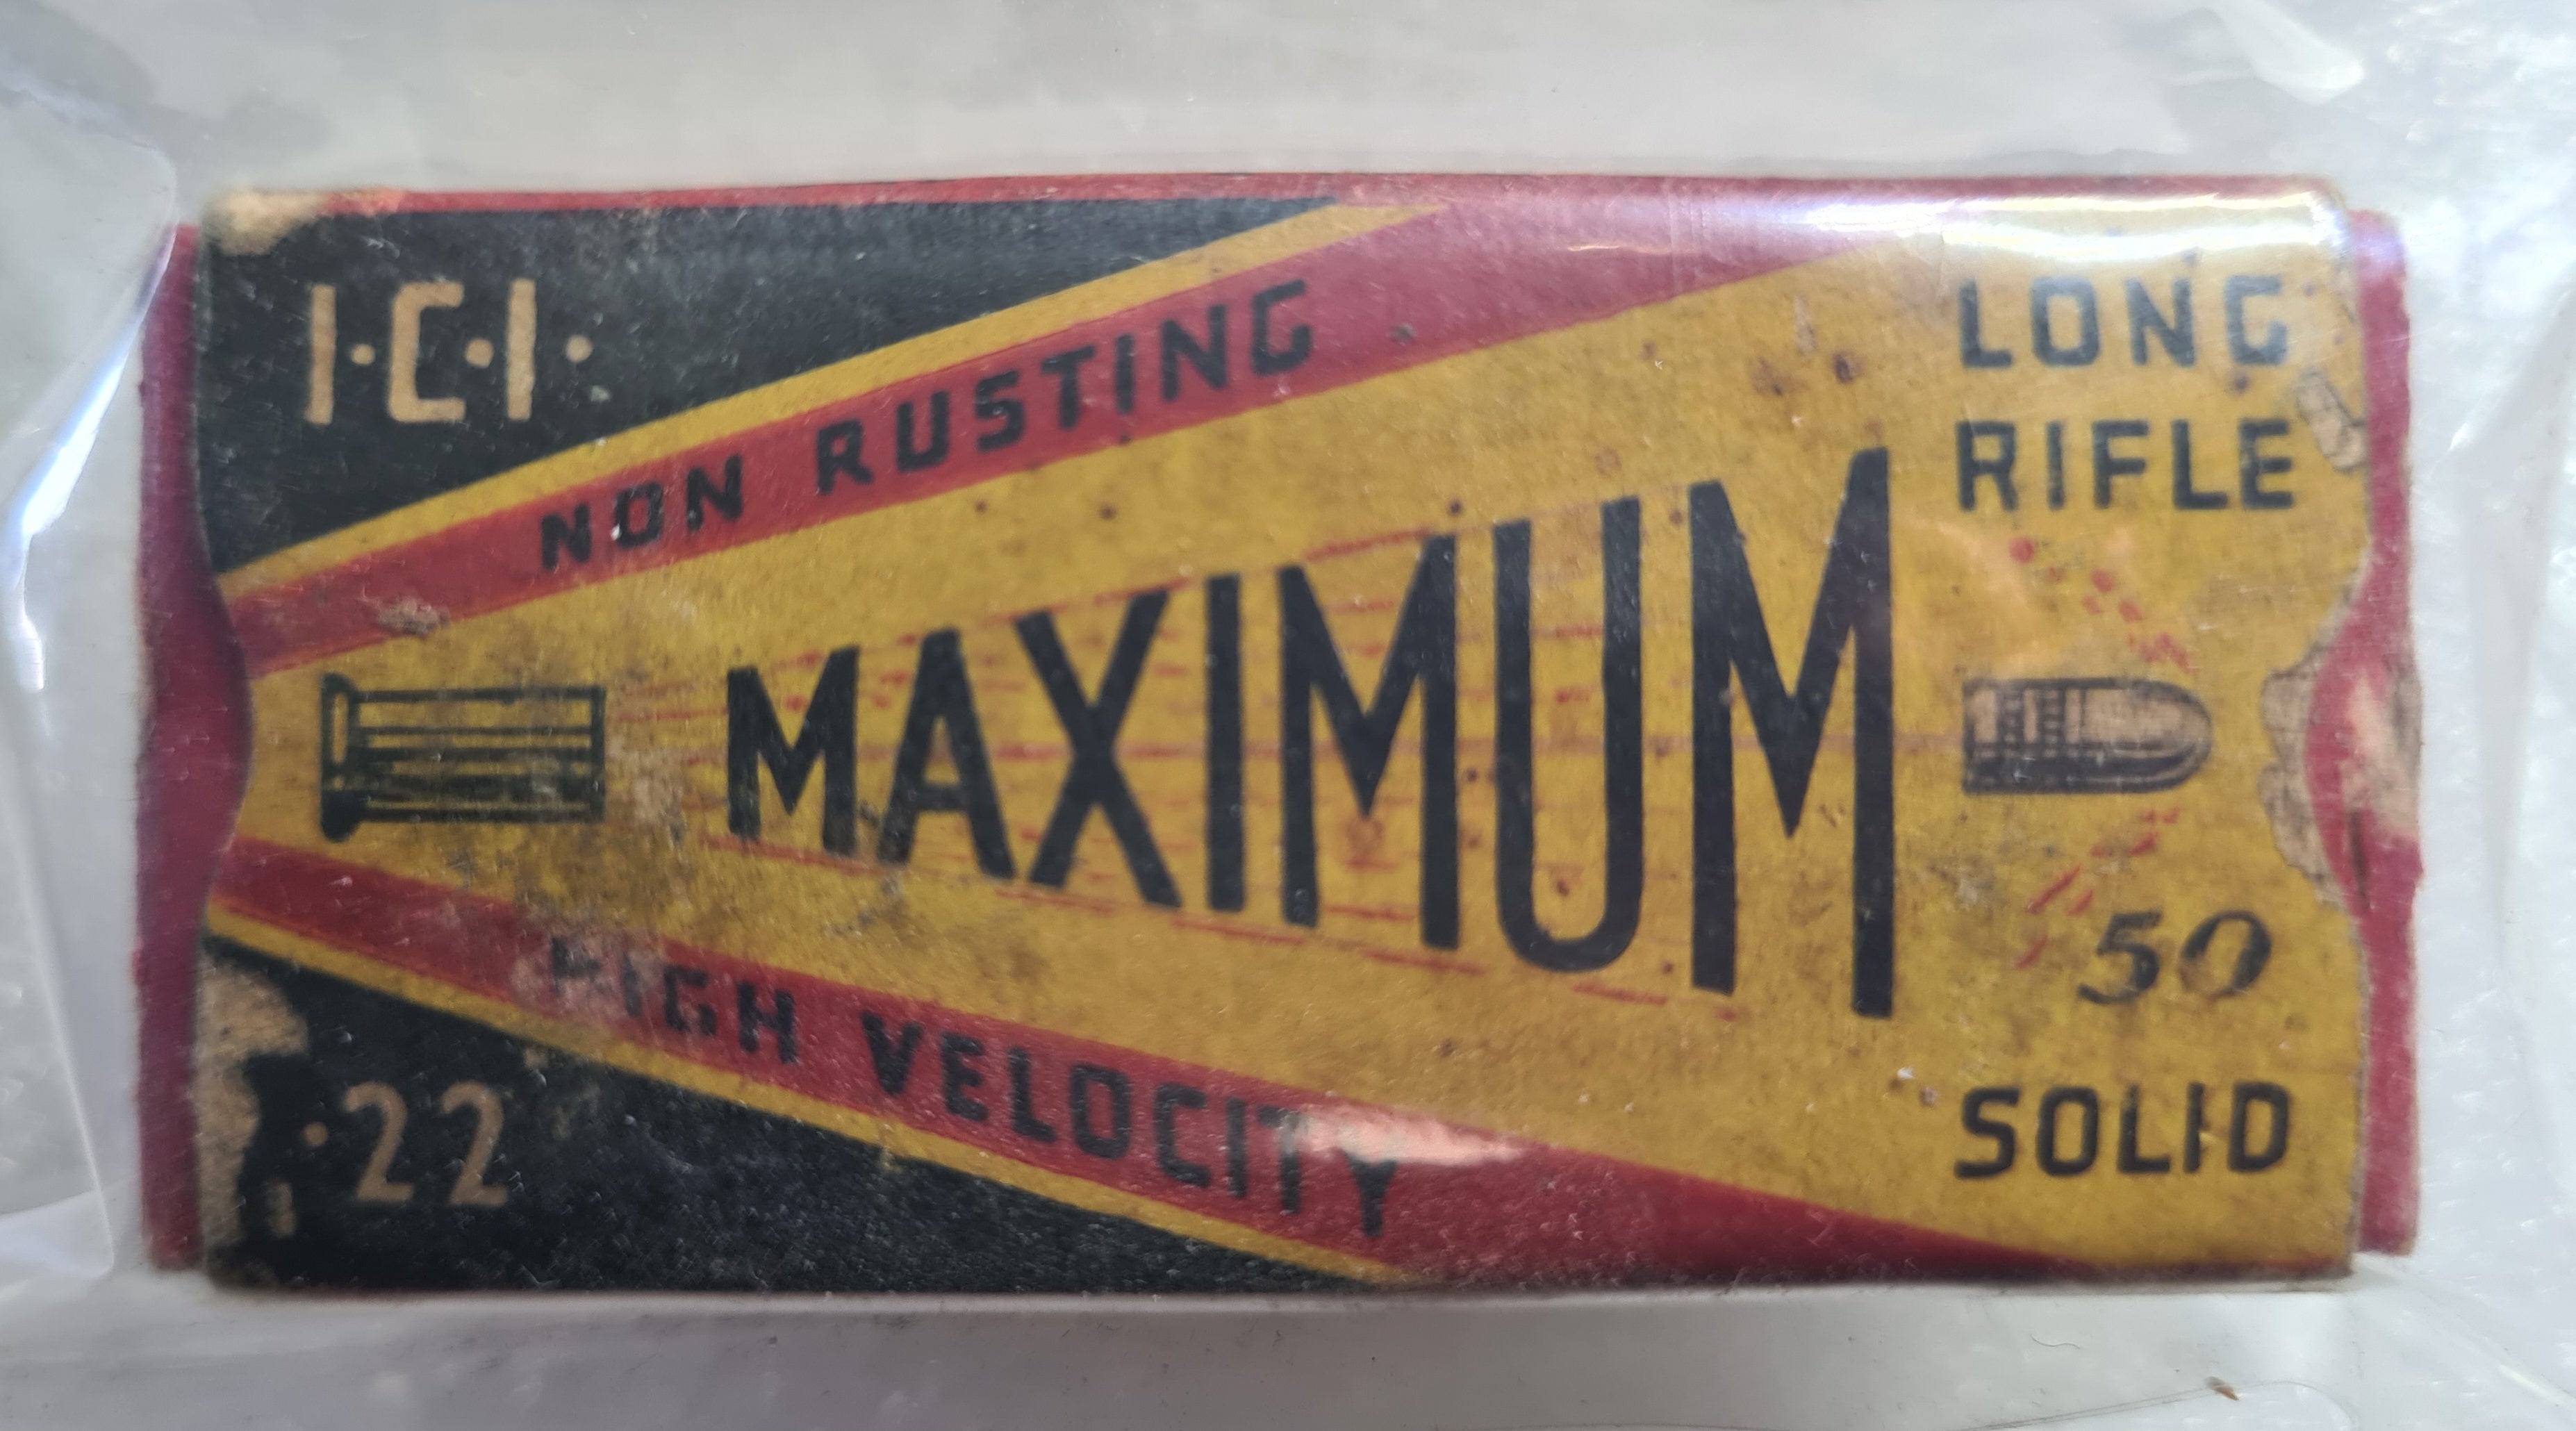 I·C·I·
NON RUSTING
LONG
RIFLE
MAXIMUM
50
HIGH VELOCITY
·22
SOLID